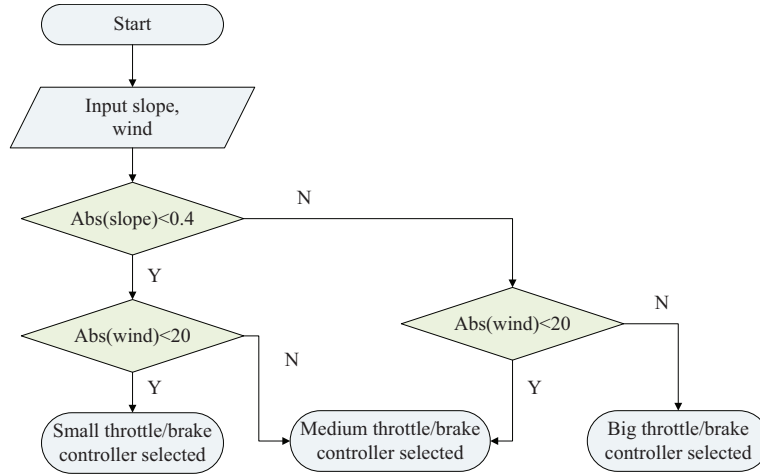 Start
Input slope,
wind
Abs(slope)<0.4
N
Y
Abs(wind)<20
N
Y
Abs(wind)<20
N
Y
Small throttle/brake
controller selected
Medium throttle/brake
controller selected
Big throttle/brake
controller selected